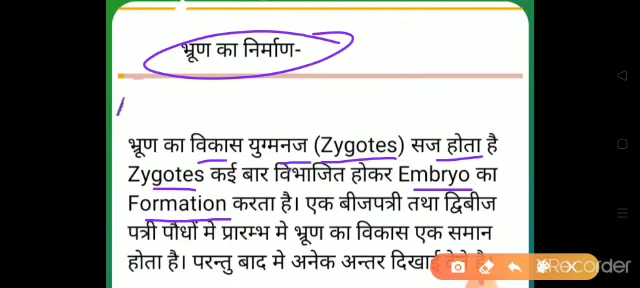 भ्रूण का निर्माण-
भ्रूण का विकास युग्मनज (Zygotes) सज होता है
Zygotes कई बार विभाजित होकर Embryo का
Formation करता है। एक बीजपत्री तथा द्विबीज
पत्री पौधों मे प्रारम्भ मे भ्रूण का विकास एक समान
होता है। परन्तु बाद मे अनेक अन्तर दिखाई
RECORDER